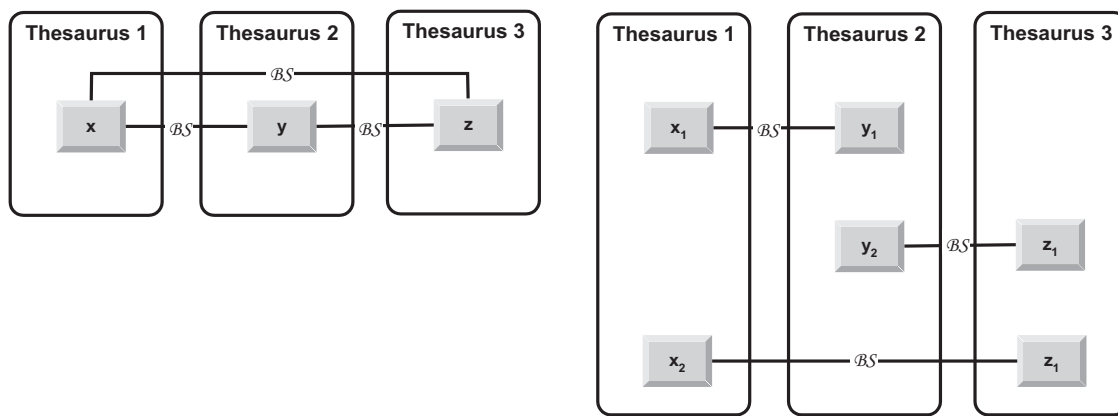 Thesaurus 1 Thesaurus 2 Thesaurus 3
ℬ𝒮
x ℬ𝒮 y ℬ𝒮 z
Thesaurus 1 Thesaurus 2 Thesaurus 3
x₁ ℬ𝒮 y₁
y₂ ℬ𝒮 z₁
x₂ ℬ𝒮 z₁